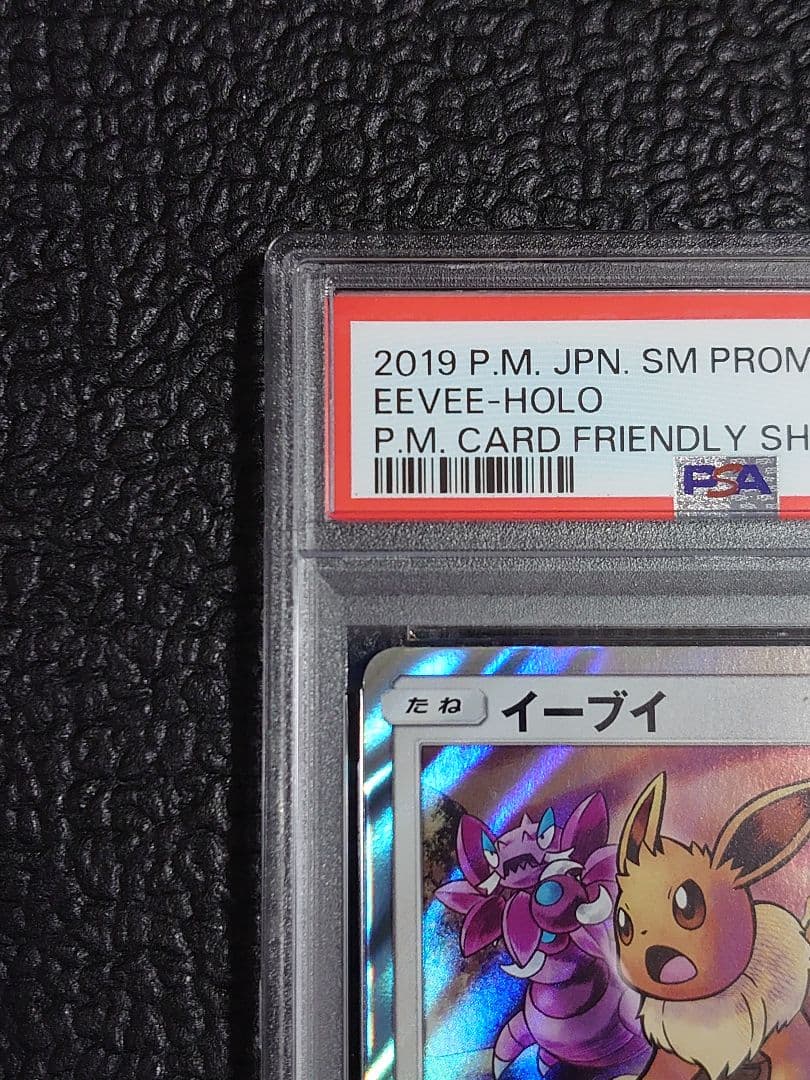 2019 P.M. JPN. SM PROM
EEVEE-HOLO
P.M. CARD FRIENDLY SH
PSA
たね イーブイ